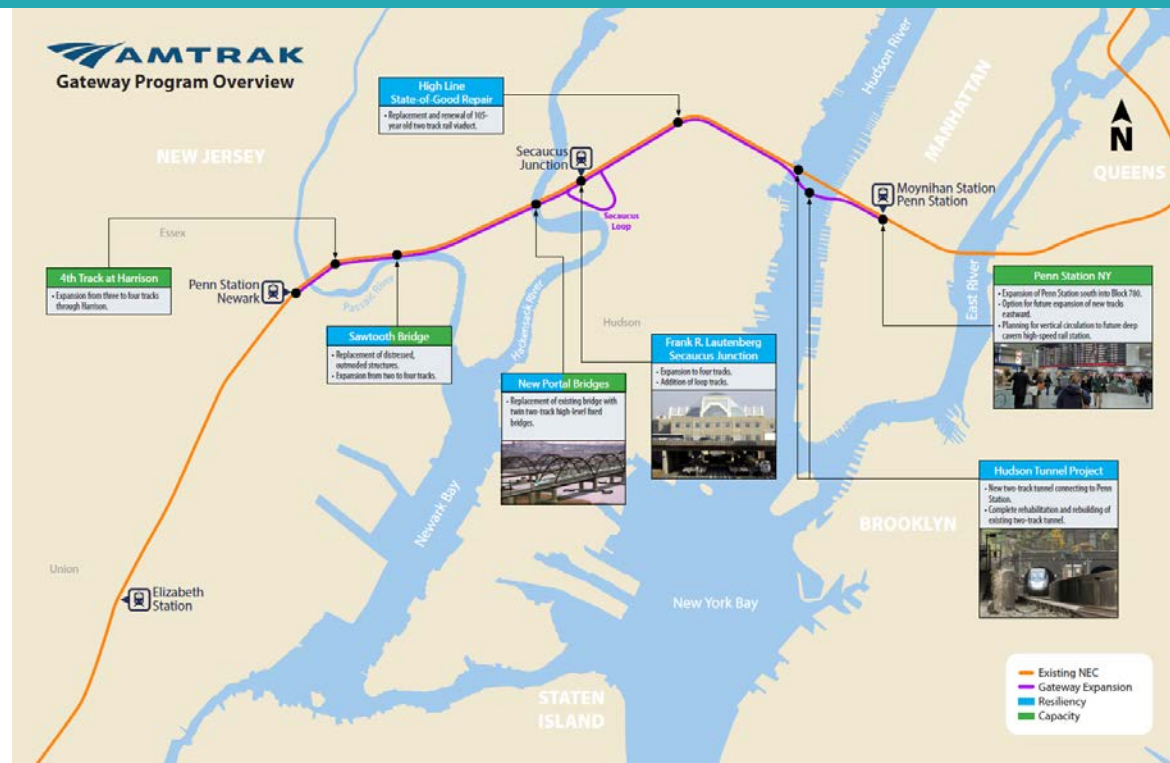 AMTRAK
Gateway Program Overview
High Line
State-of-Good Repair
• Replacement and renewal of 105-
year old two track rail viaduct.
Hudson River
MANHATTAN
N
QUEENS
NEW JERSEY
Secaucus
Junction
Moynihan Station
Penn Station
Secaucus
Loop
Essex
4th Track at Harrison
• Expansion from three to four tracks
through Harrison.
Penn Station
Newark
Passaic River
Hackensack River
East River
Sawtooth Bridge
• Replacement of distressed,
outmoded structures.
• Expansion from two to four tracks.
Hudson
New Portal Bridges
• Replacement of existing bridge with
twin two-track high-level fixed
bridges.
Frank R. Lautenberg
Secaucus Junction
• Expansion to four tracks.
• Addition of loop tracks.
Penn Station NY
• Expansion of Penn Station south into Block 780.
• Option for future expansion of new tracks
eastward.
• Planning for vertical circulation to future deep
cavern high-speed rail station.
Hudson Tunnel Project
• New two-track tunnel connecting to Penn
Station.
• Complete rehabilitation and rebuilding of
existing two-track tunnel.
Newark Bay
BROOKLYN
Union
Elizabeth
Station
New York Bay
STATEN
ISLAND
Existing NEC
Gateway Expansion
Resiliency
Capacity